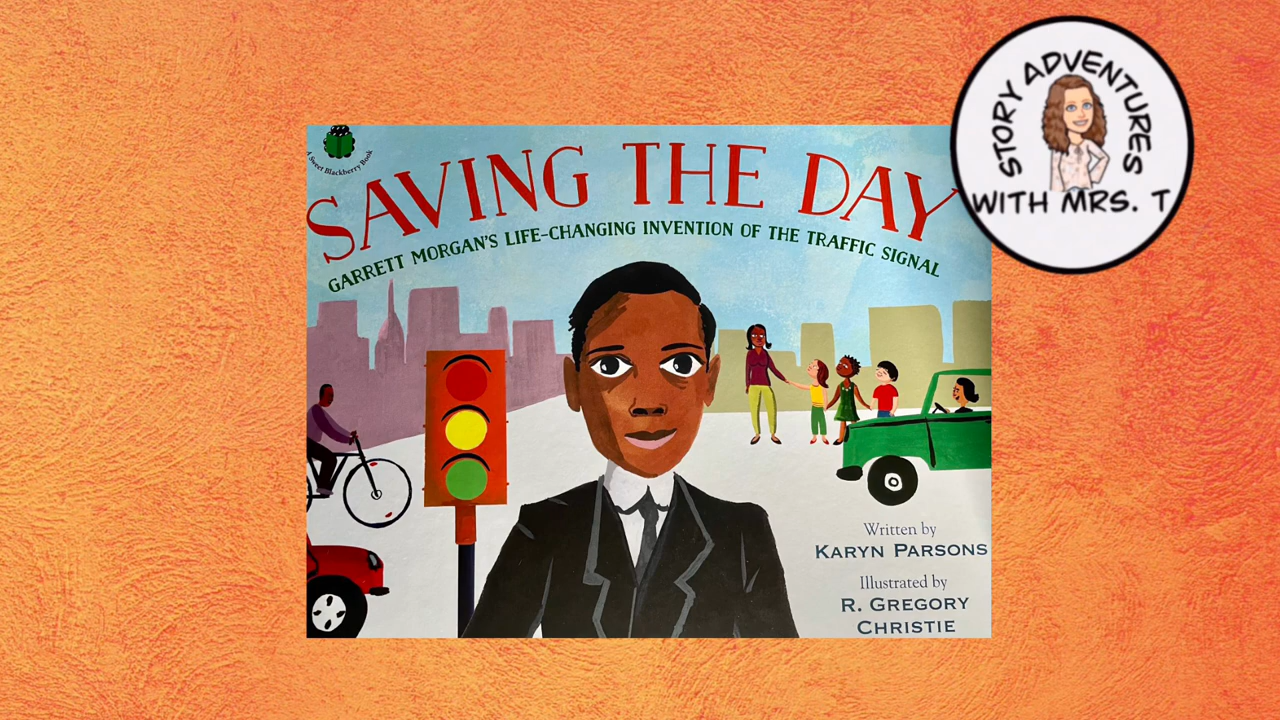 A Sweet Blackberry Book
SAVING THE DAY
GARRETT MORGAN'S LIFE-CHANGING INVENTION OF THE TRAFFIC SIGNAL
Written by
KARYN PARSONS
Illustrated by
R. GREGORY
CHRISTIE
STORY ADVENTURES
WITH MRS. T